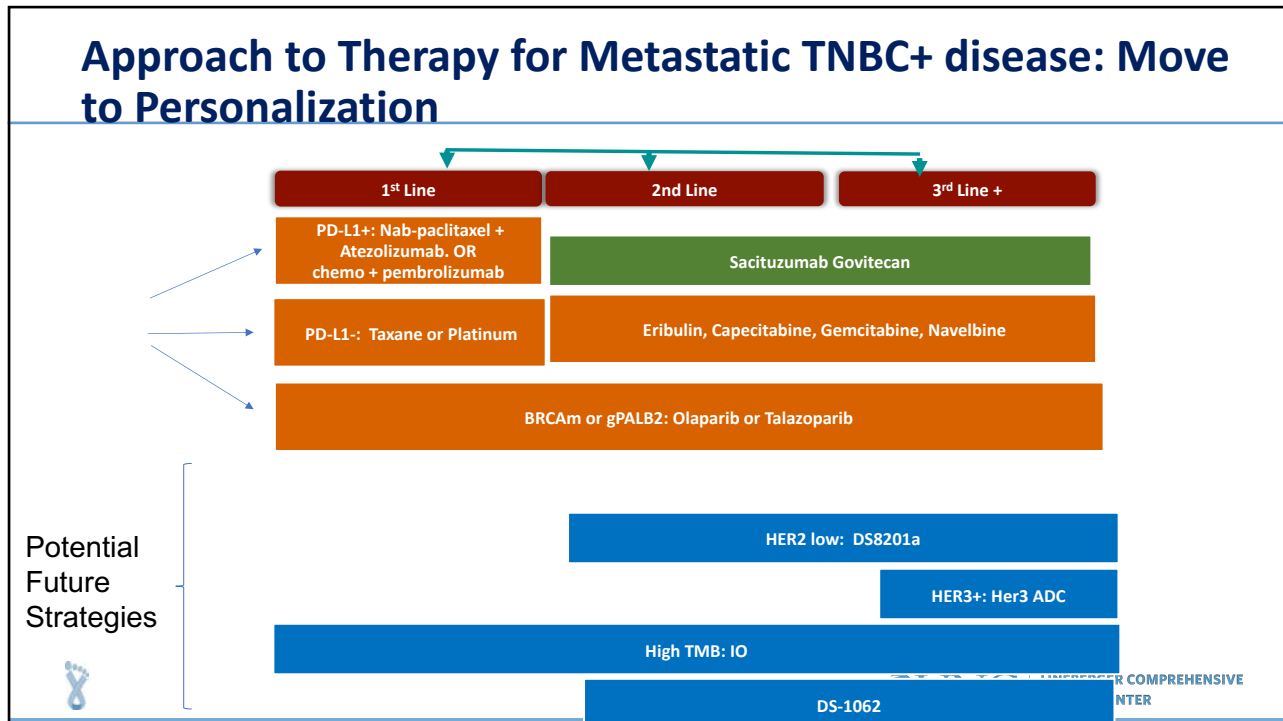 Approach to Therapy for Metastatic TNBC+ disease: Move
to Personalization
1st Line
2nd Line
3rd Line +
PD-L1+: Nab-paclitaxel +
Atezolizumab. OR
chemo + pembrolizumab
Sacituzumab Govitecan
PD-L1-: Taxane or Platinum
Eribulin, Capecitabine, Gemcitabine, Navelbine
BRCAm or gPALB2: Olaparib or Talazoparib
Potential
Future
Strategies
HER2 low: DS8201a
HER3+: Her3 ADC
High TMB: IO
COMPREHENSIVE
DS-1062